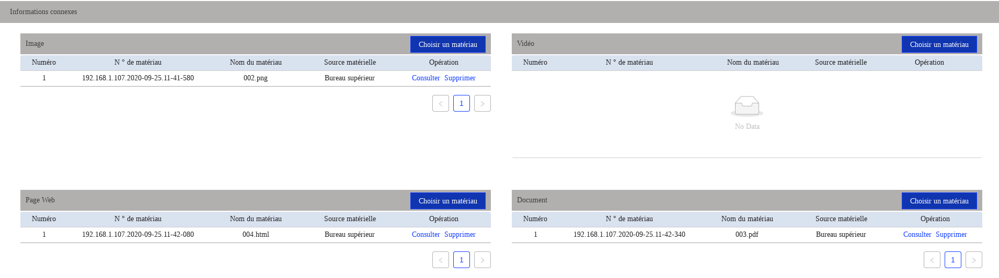 Informations connexes
Image Choisir un matériau
Numéro N ° de matériau Nom du matériau Source matérielle Opération
1 192.168.1.107.2020-09-25.11-41-580 002.png Bureau supérieur Consulter Supprimer
< 1 >
Vidéo Choisir un matériau
Numéro N ° de matériau Nom du matériau Source matérielle Opération
No Data
Page Web Choisir un matériau
Numéro N ° de matériau Nom du matériau Source matérielle Opération
1 192.168.1.107.2020-09-25.11-42-080 004.html Bureau supérieur Consulter Supprimer
< 1 >
Document Choisir un matériau
Numéro N ° de matériau Nom du matériau Source matérielle Opération
1 192.168.1.107.2020-09-25.11-42-340 003.pdf Bureau supérieur Consulter Supprimer
< 1 >